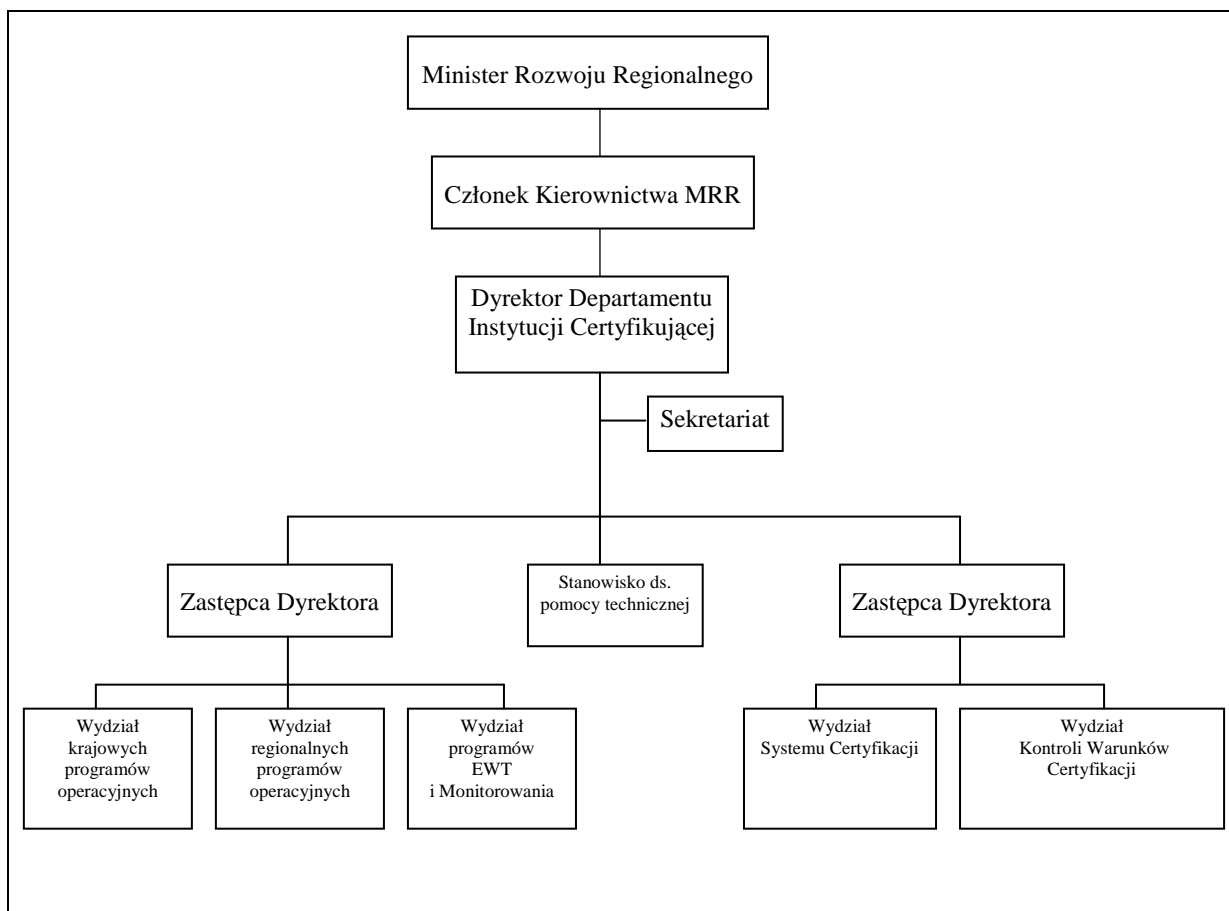 Minister Rozwoju Regionalnego
Członek Kierownictwa MRR
Dyrektor Departamentu
Instytucji Certyfikującej
Sekretariat
Zastępca Dyrektora
Stanowisko ds.
pomocy technicznej
Zastępca Dyrektora
Wydział
krajowych
programów
operacyjnych
Wydział
regionalnych
programów
operacyjnych
Wydział
programów
EWT
i Monitorowania
Wydział
Systemu Certyfikacji
Wydział
Kontroli Warunków
Certyfikacji